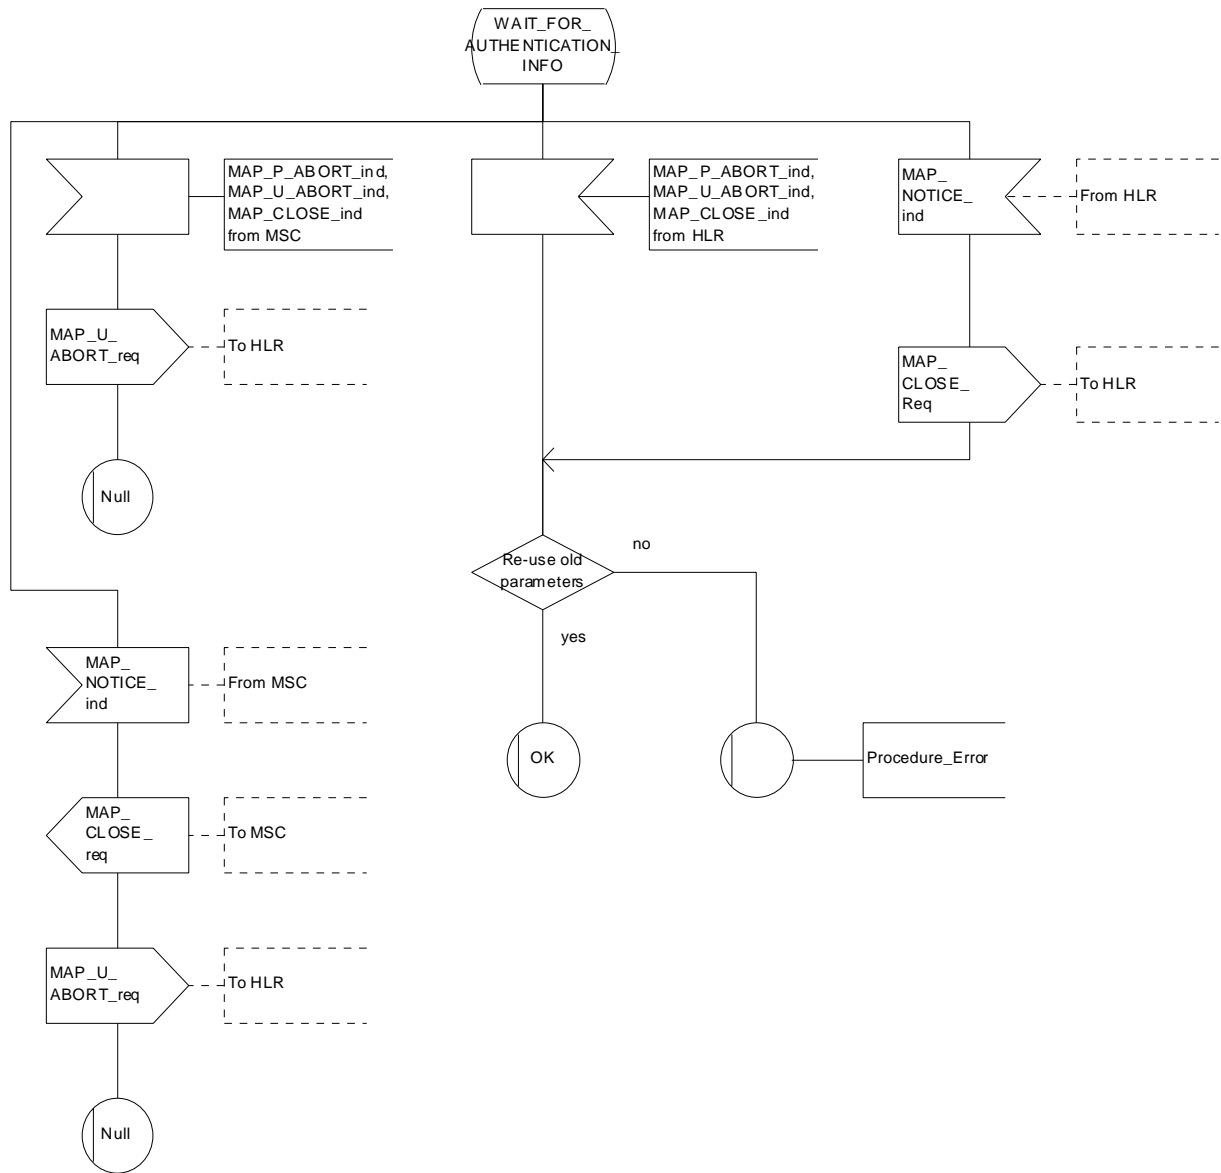 WAIT_FOR_
AUTHENTICATION_
INFO
MAP_P_ABORT_ind,
MAP_U_ABORT_ind,
MAP_CLOSE_ind
from MSC
MAP_P_ABORT_ind,
MAP_U_ABORT_ind,
MAP_CLOSE_ind
from HLR
MAP_
NOTICE_
ind
From HLR
MAP_U_
ABORT_req
To HLR
MAP_
CLOSE_
Req
To HLR
Null
Re-use old
parameters
no
yes
MAP_
NOTICE_
ind
From MSC
OK
Procedure_Error
MAP_
CLOSE_
req
To MSC
MAP_U_
ABORT_req
To HLR
Null